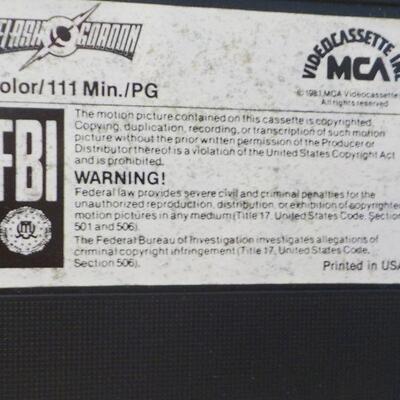 FLASH GORDON
VIDEOCASSETTE INC.
MCA
©1981 MCA Videocassette
All rights reserved
olor/111 Min./PG
FBI
The motion picture contained on this cassette is copyrighted.
Copying, duplication, recording, or transcription of such motion
picture without the prior written permission of the Producer or
Distributor thereof is a violation of the United States Copyright Act
and is prohibited.
WARNING!
Federal law provides severe civil and criminal penalties for the
unauthorized reproduction, distribution, or exhibition of copyrighte
motion pictures in any medium (Title 17, United States Code, Section
501 and 506).
The Federal Bureau of Investigation investigates allegations of
criminal copyright infringement (Title 17, United States Code,
Section 506).
Printed in USA